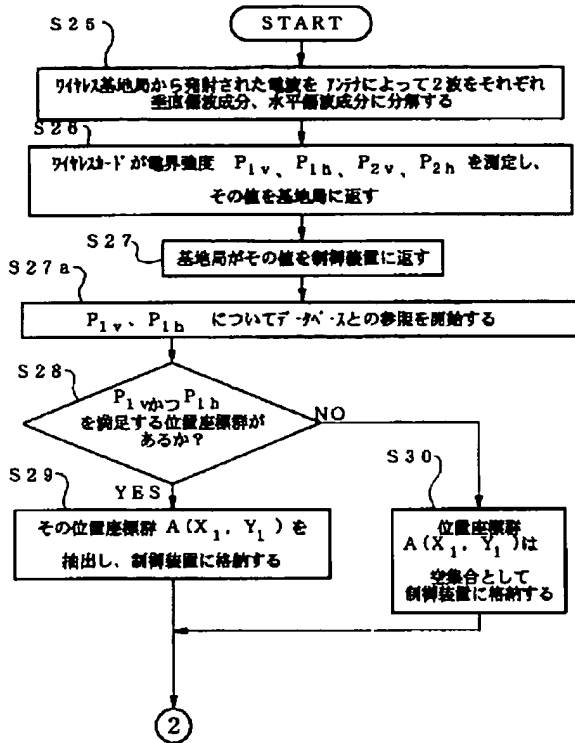 START
S25
ワイヤレス基地局から発射された電波をアンテナによって2波をそれぞれ
垂直偏波成分、水平偏波成分に分解する
S26
ワイヤレスカードが電界強度 P1v、P1h、P2v、P2h を測定し、
その値を基地局に返す
S27
基地局がその値を制御装置に返す
S27a
P1v、P1h についてデータベースとの参照を開始する
S28
P1vかつP1h
を満足する位置座標群が
あるか？
NO
YES
S29
その位置座標群 A(X1, Y1) を
抽出し、制御装置に格納する
S30
位置座標群
A(X1, Y1)は
空集合として
制御装置に格納する
2